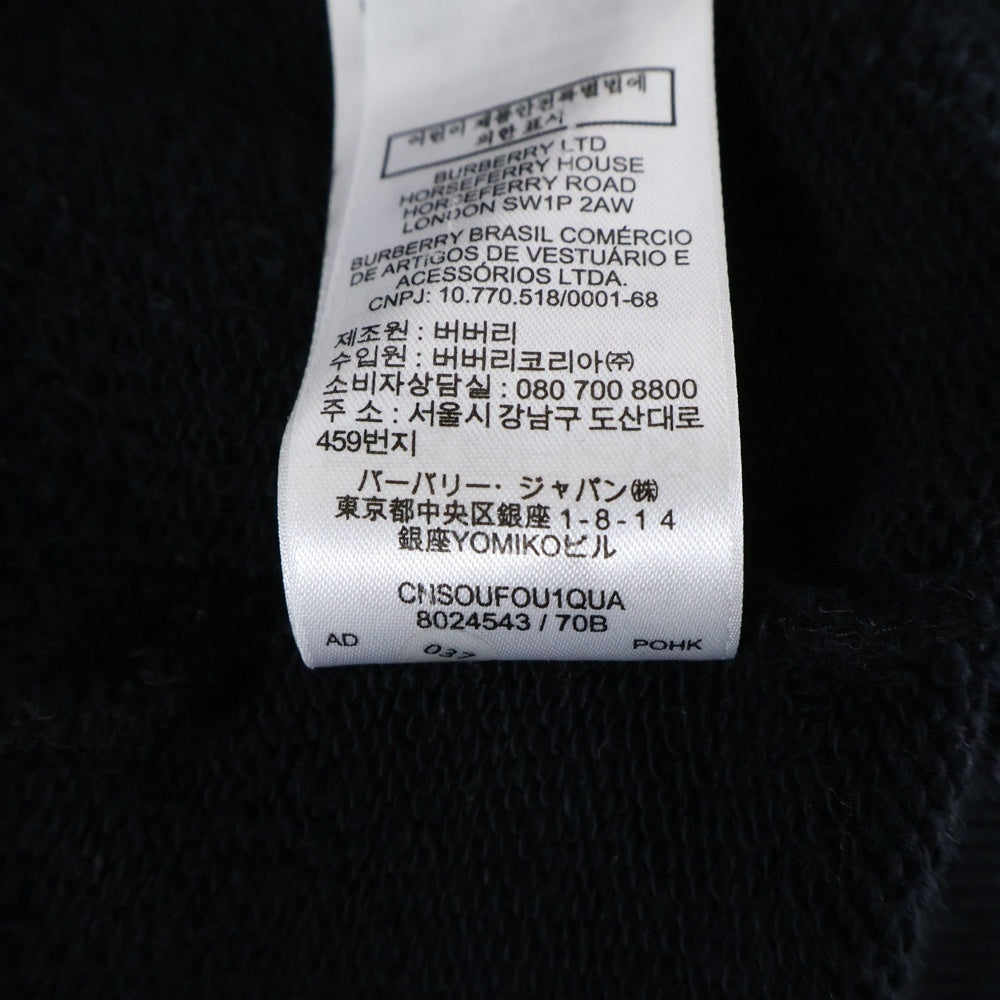 어린이 제품안전특별법에
의한 표시
BURBERRY LTD
HORSEFERRY HOUSE
HORSEFERRY ROAD
LONDON SW1P 2AW
BURBERRY BRASIL COMÉRCIO
DE ARTIGOS DE VESTUÁRIO E
ACESSÓRIOS LTDA.
CNPJ: 10.770.518/0001-68
제조원 : 버버리
수입원 : 버버리코리아㈜
소비자상담실 : 080 700 8800
주 소 : 서울시 강남구 도산대로
459번지
バーバリー・ジャパン㈱
東京都中央区銀座 1-8-14
銀座YOMIKOビル
CNSOUFOU1QUA
8024543 / 70B
AD 037 POHK